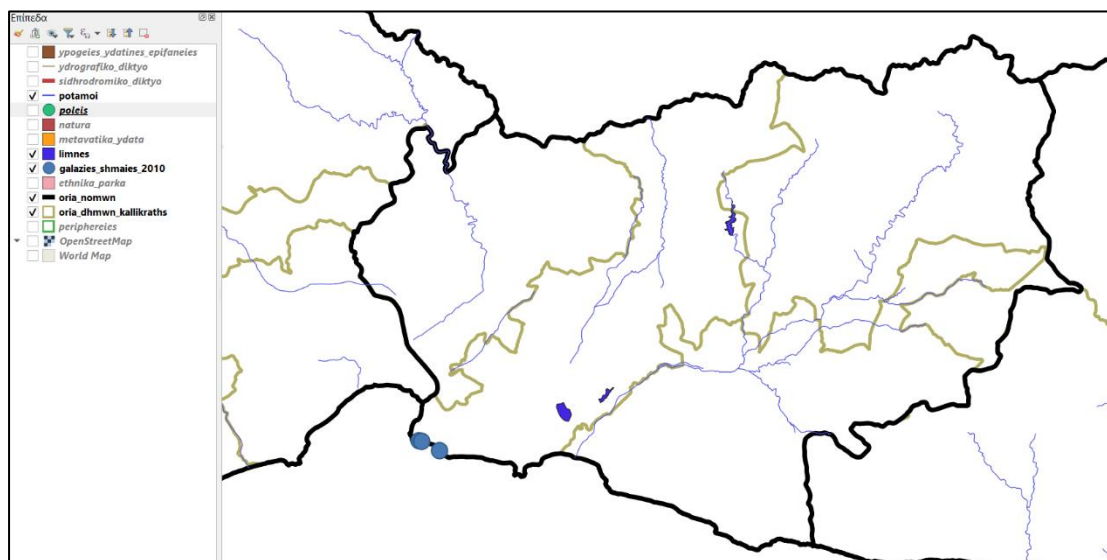 Επίπεδα
ypogeies_ydatines_epifaneies
ydrografiko_diktyo
sidhrodromiko_diktyo
potamoi
poleis
natura
metavatika_ydata
limnes
galazies_shmaies_2010
ethnika_parka
oria_nomwn
oria_dhmwn_kallikraths
periphereies
OpenStreetMap
World Map